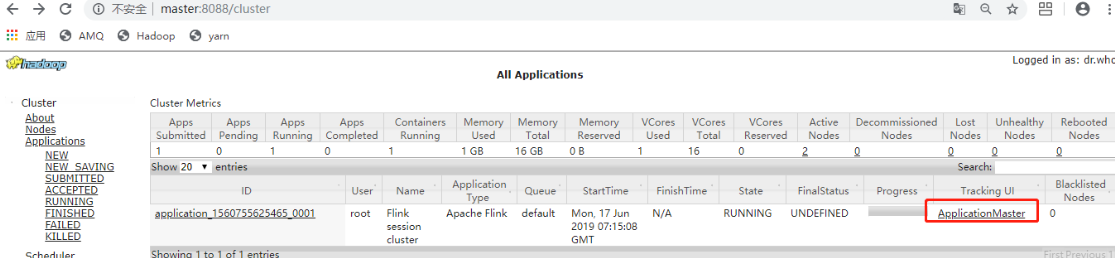 不安全 | master:8088/cluster
应用 AMQ Hadoop yarn
hadoop
Logged in as: dr.who
All Applications
Cluster
About
Nodes
Applications
NEW
NEW_SAVING
SUBMITTED
ACCEPTED
RUNNING
FINISHED
FAILED
KILLED
Scheduler
Cluster Metrics
Apps Submitted Apps Pending Apps Running Apps Completed Containers Running Memory Used Memory Total Memory Reserved VCores Used VCores Total VCores Reserved Active Nodes Decommissioned Nodes Lost Nodes Unhealthy Nodes Rebooted Nodes
1 0 1 0 1 1 GB 16 GB 0 B 1 16 0 2 0 0 0 0
Show 20 entries Search:
ID User Name Application Type Queue StartTime FinishTime State FinalStatus Progress Tracking UI Blacklisted Nodes
application_1560755625465_0001 root Flink session cluster Apache Flink default Mon, 17 Jun 2019 07:15:08 GMT N/A RUNNING UNDEFINED ApplicationMaster 0
Showing 1 to 1 of 1 entries First Previous 1